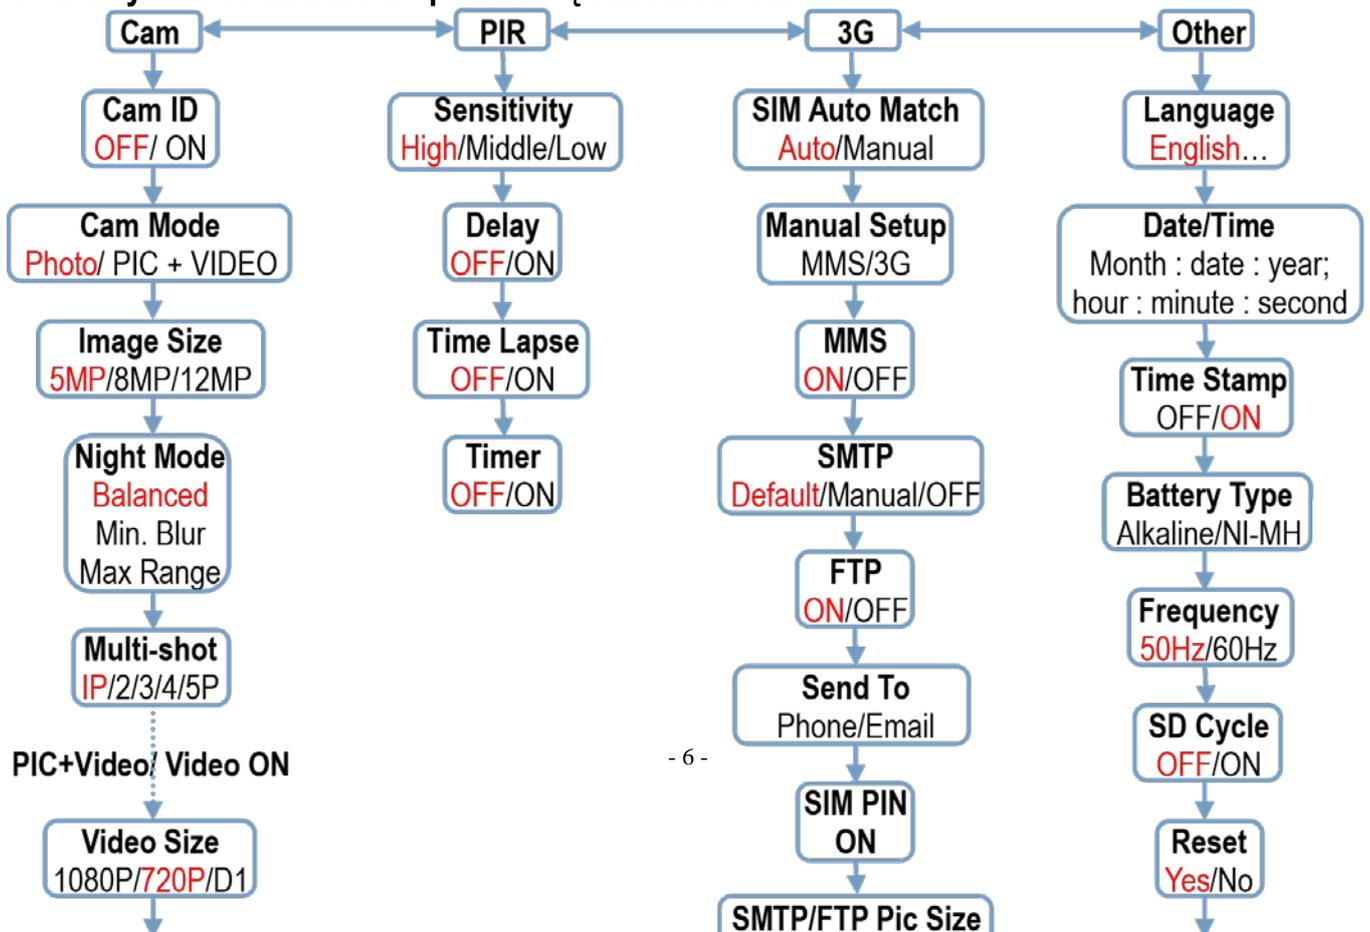 Cam
PIR
3G
Other
Cam ID
OFF/ ON
Cam Mode
Photo/ PIC + VIDEO
Image Size
5MP/8MP/12MP
Night Mode
Balanced
Min. Blur
Max Range
Multi-shot
IP/2/3/4/5P
PIC+Video/ Video ON
Video Size
1080P/720P/D1
Sensitivity
High/Middle/Low
Delay
OFF/ON
Time Lapse
OFF/ON
Timer
OFF/ON
SIM Auto Match
Auto/Manual
Manual Setup
MMS/3G
MMS
ON/OFF
SMTP
Default/Manual/OFF
FTP
ON/OFF
Send To
Phone/Email
SIM PIN
ON
SMTP/FTP Pic Size
Language
English...
Date/Time
Month : date : year;
hour : minute : second
Time Stamp
OFF/ON
Battery Type
Alkaline/NI-MH
Frequency
50Hz/60Hz
SD Cycle
OFF/ON
Reset
Yes/No
- 6 -